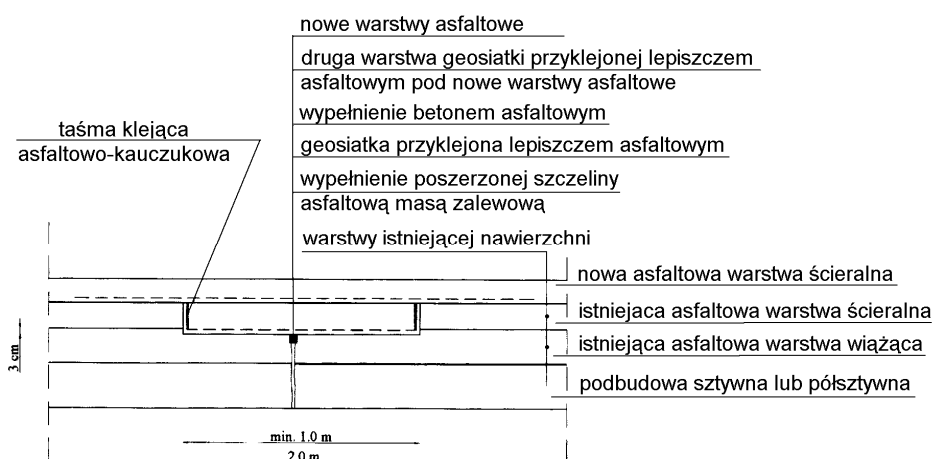 nowe warstwy asfaltowe
druga warstwa geosiatki przyklejonej lepiszczem
asfaltowym pod nowe warstwy asfaltowe
wypełnienie betonem asfaltowym
taśma klejąca
asfaltowo-kauczukowa
geosiatka przyklejona lepiszczem asfaltowym
wypełnienie poszerzonej szczeliny
asfaltową masą zalewową
warstwy istniejącej nawierzchni
nowa asfaltowa warstwa ścieralna
istniejaca asfaltowa warstwa ścieralna
istniejąca asfaltowa warstwa wiążąca
podbudowa sztywna lub półsztywna
3 cm
min. 1.0 m
2.0 m